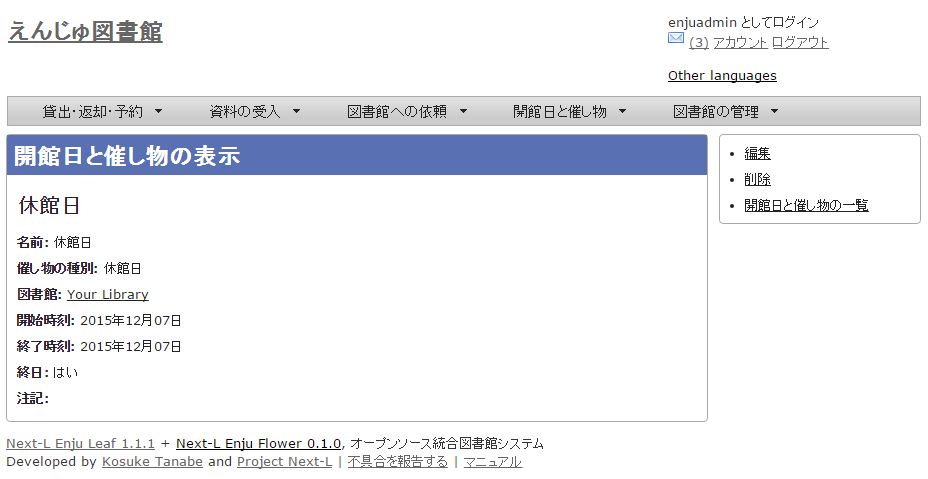 えんじゅ図書館
enjuadmin としてログイン
(3) アカウント ログアウト
Other languages
貸出・返却・予約 資料の受入 図書館への依頼 開館日と催し物 図書館の管理
開館日と催し物の表示
休館日
名前: 休館日
催し物の種別: 休館日
図書館: Your Library
開始時刻: 2015年12月07日
終了時刻: 2015年12月07日
終日: はい
注記:
編集
削除
開館日と催し物の一覧
Next-L Enju Leaf 1.1.1 + Next-L Enju Flower 0.1.0, オープンソース統合図書館システム
Developed by Kosuke Tanabe and Project Next-L | 不具合を報告する | マニュアル